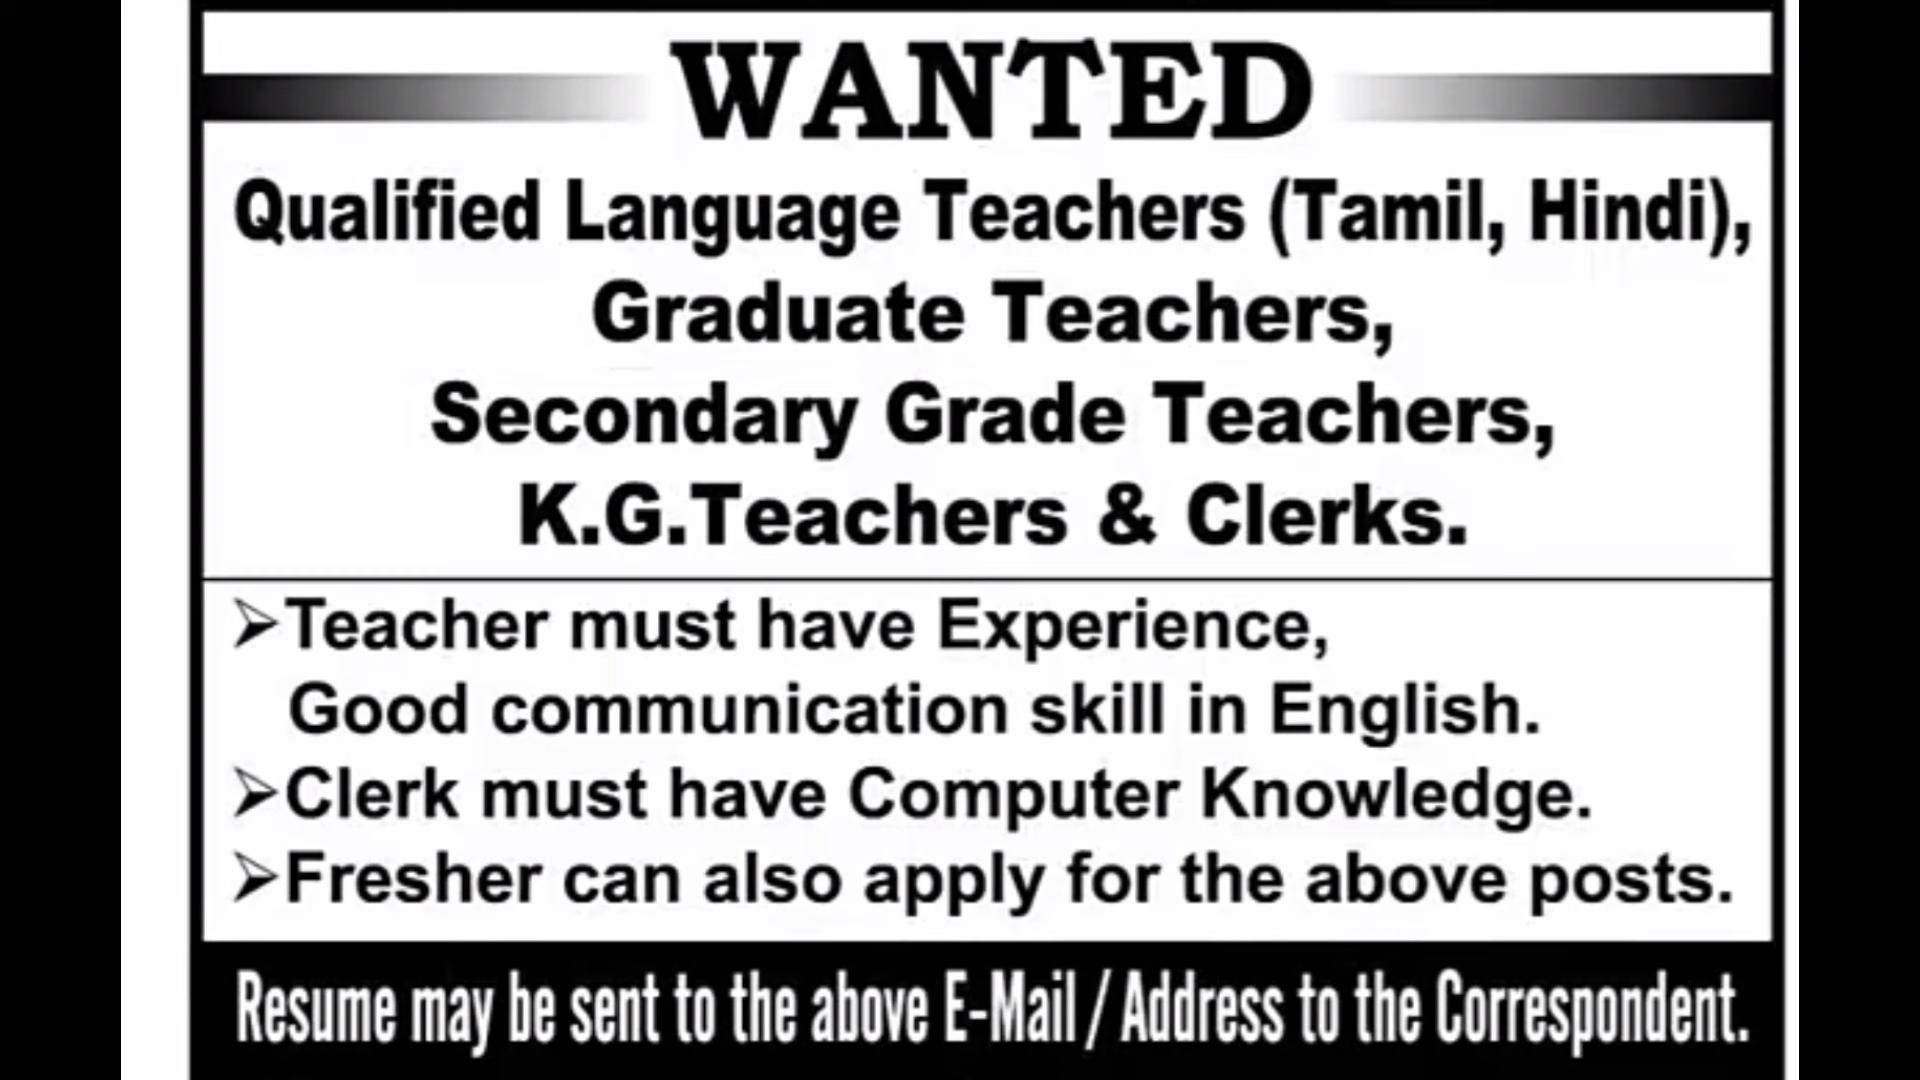 WANTED
Qualified Language Teachers (Tamil, Hindi),
Graduate Teachers,
Secondary Grade Teachers,
K.G.Teachers & Clerks.
➢Teacher must have Experience,
Good communication skill in English.
➢Clerk must have Computer Knowledge.
➢Fresher can also apply for the above posts.
Resume may be sent to the above E-Mail / Address to the Correspondent.